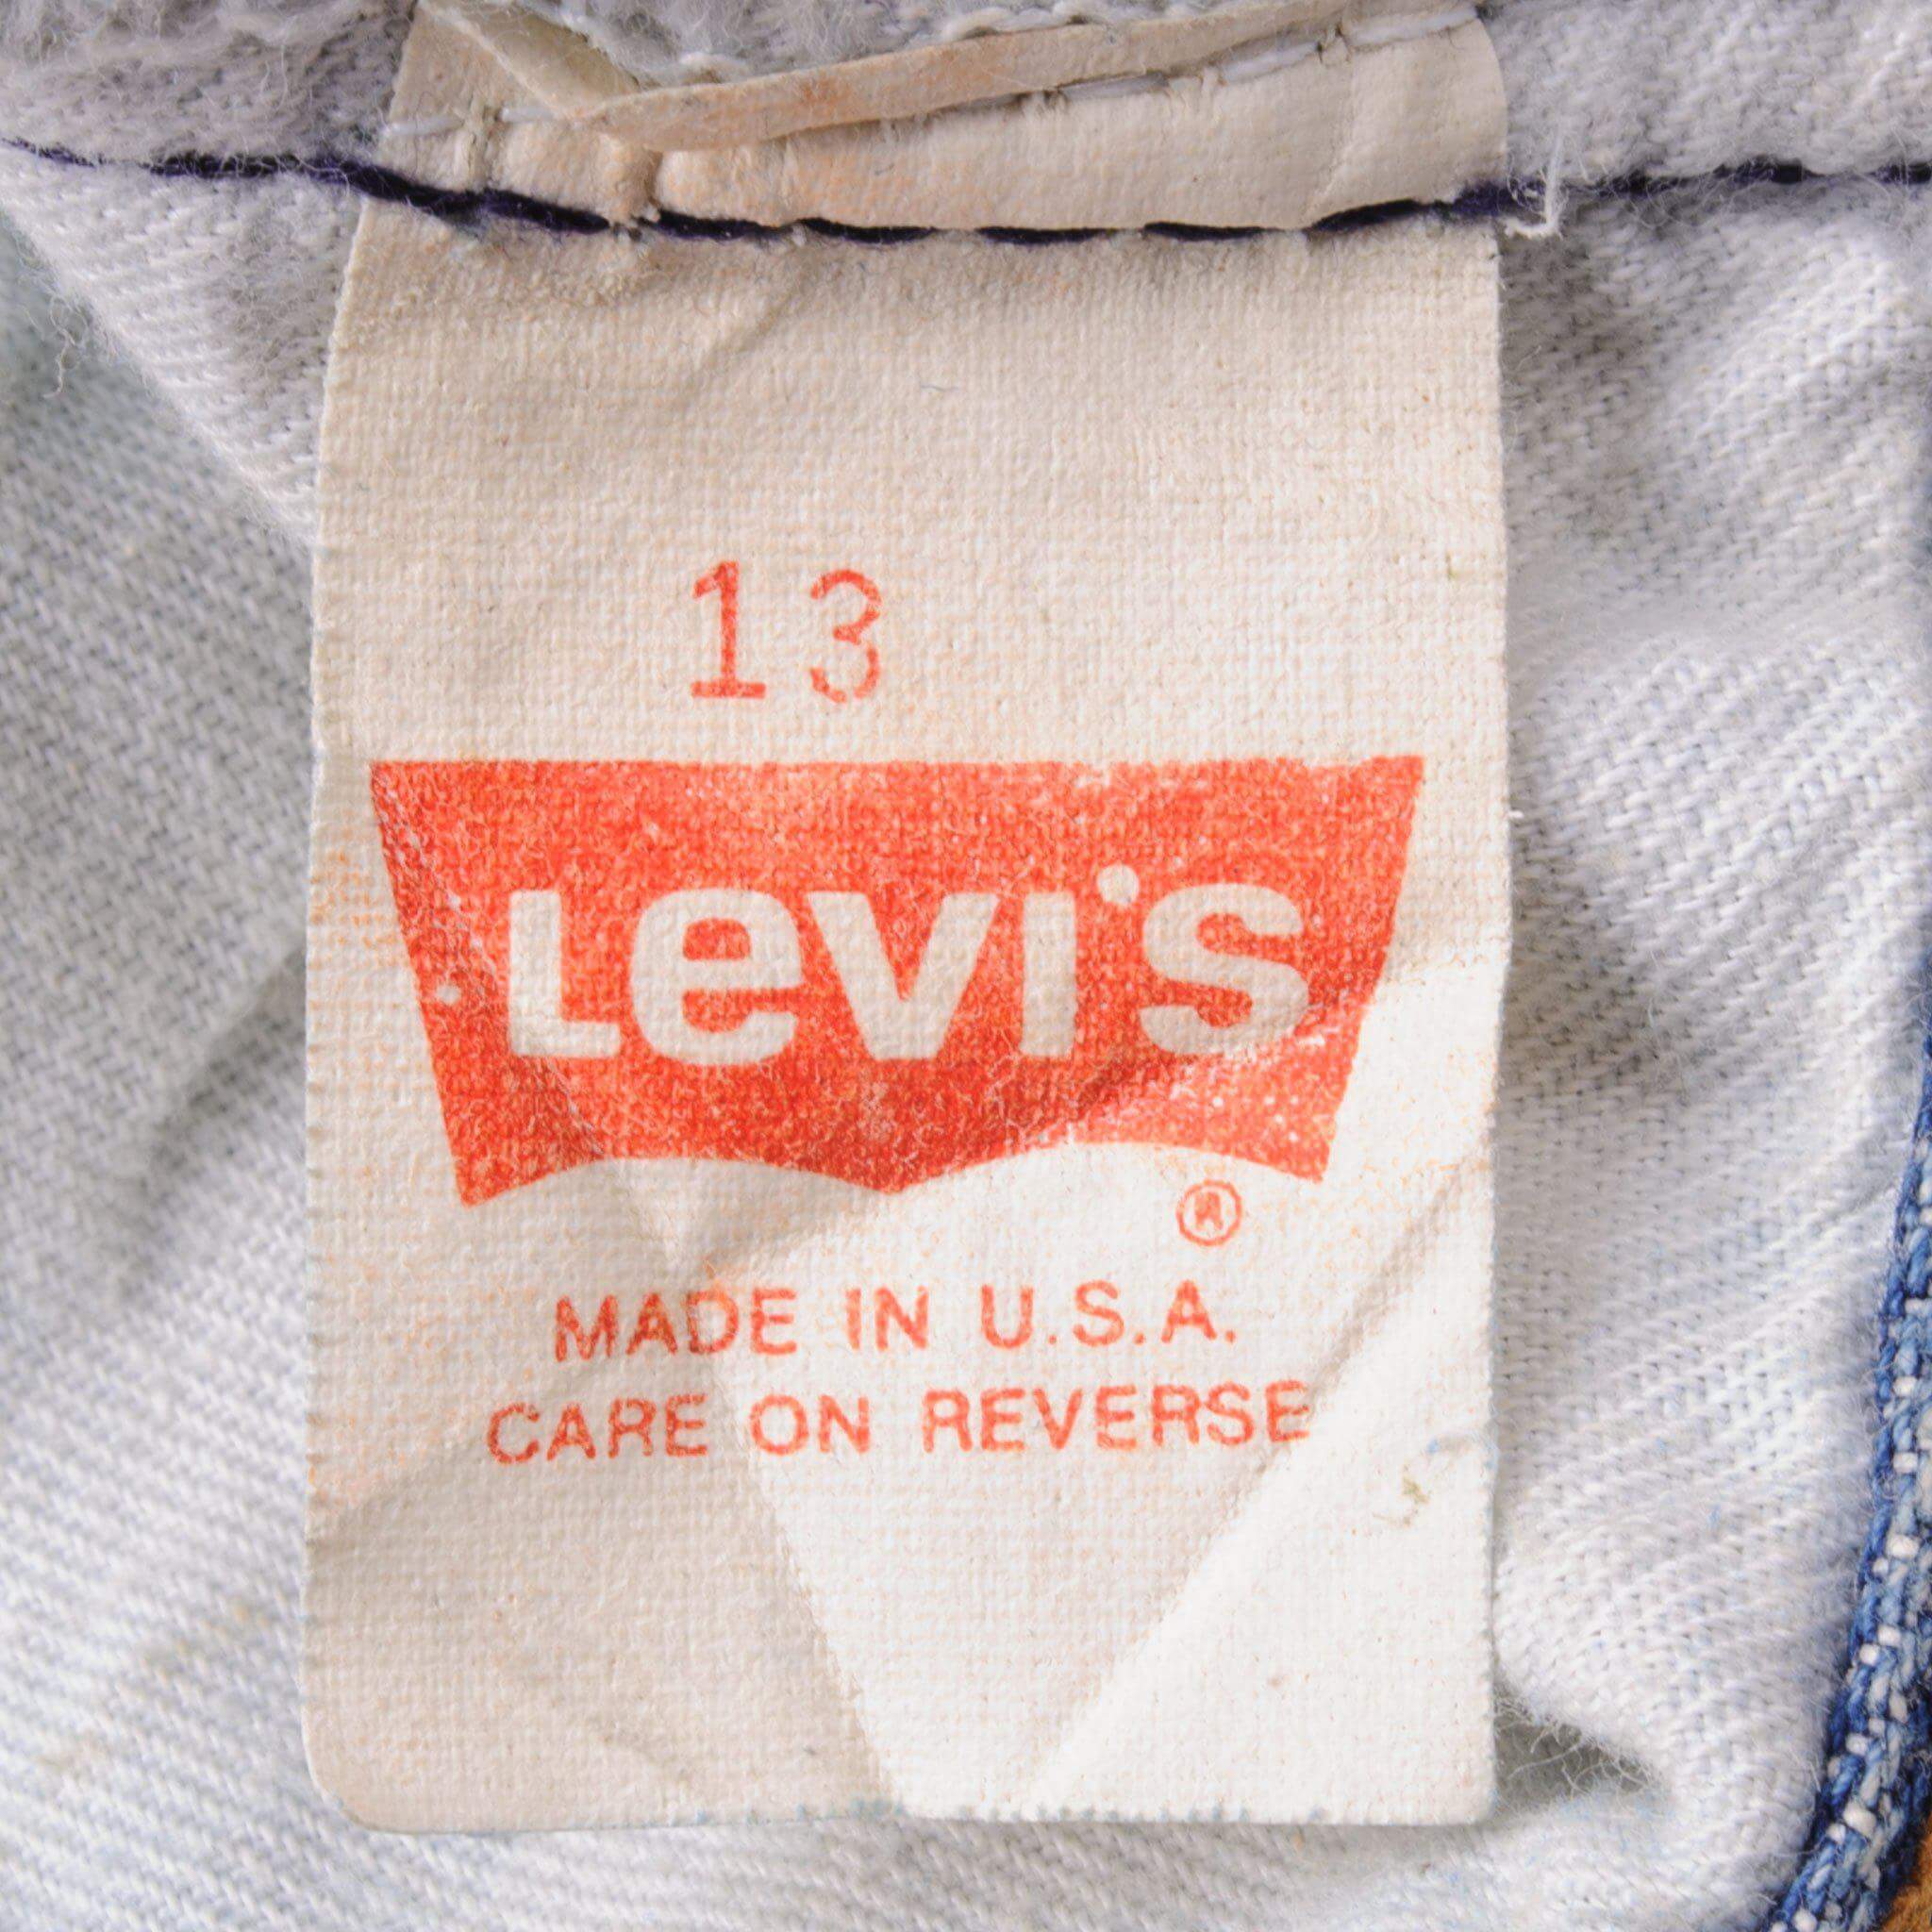 13
Levi's
®
MADE IN U.S.A.
CARE ON REVERSE